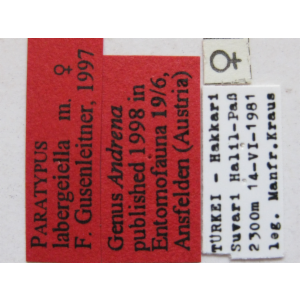 PARATYPUS
labergeiella m. ♀
F. Gusenleitner, 1997
Genus Andrena
published 1998 in
Entomofauna 19/6,
Ansfelden (Austria)
♀
TÜRKEI - Hakkari
Suvari Halil-Paß
2300m 14-VI-1981
leg. Manfr.Kraus